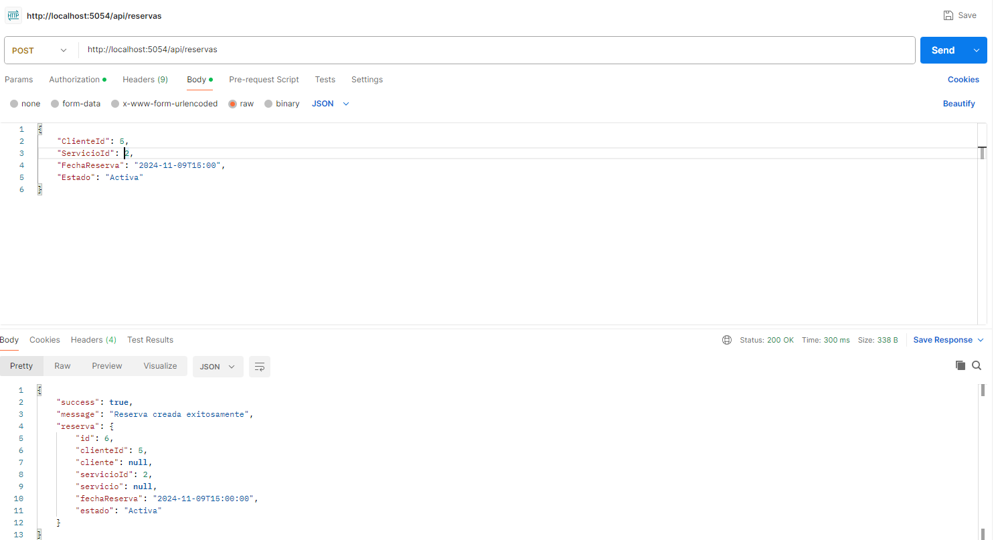 HTTP http://localhost:5054/api/reservas Save
POST http://localhost:5054/api/reservas Send
Params Authorization Headers (9) Body Pre-request Script Tests Settings Cookies
none form-data x-www-form-urlencoded raw binary JSON Beautify
1 {
2 "ClienteId": 5,
3 "ServicioId": 2,
4 "FechaReserva": "2024-11-09T15:00",
5 "Estado": "Activa"
6 }
Body Cookies Headers (4) Test Results Status: 200 OK Time: 300 ms Size: 338 B Save Response
Pretty Raw Preview Visualize JSON
1 {
2 "success": true,
3 "message": "Reserva creada exitosamente",
4 "reserva": {
5 "id": 6,
6 "clienteId": 5,
7 "cliente": null,
8 "servicioId": 2,
9 "servicio": null,
10 "fechaReserva": "2024-11-09T15:00:00",
11 "estado": "Activa"
12 }
13 }